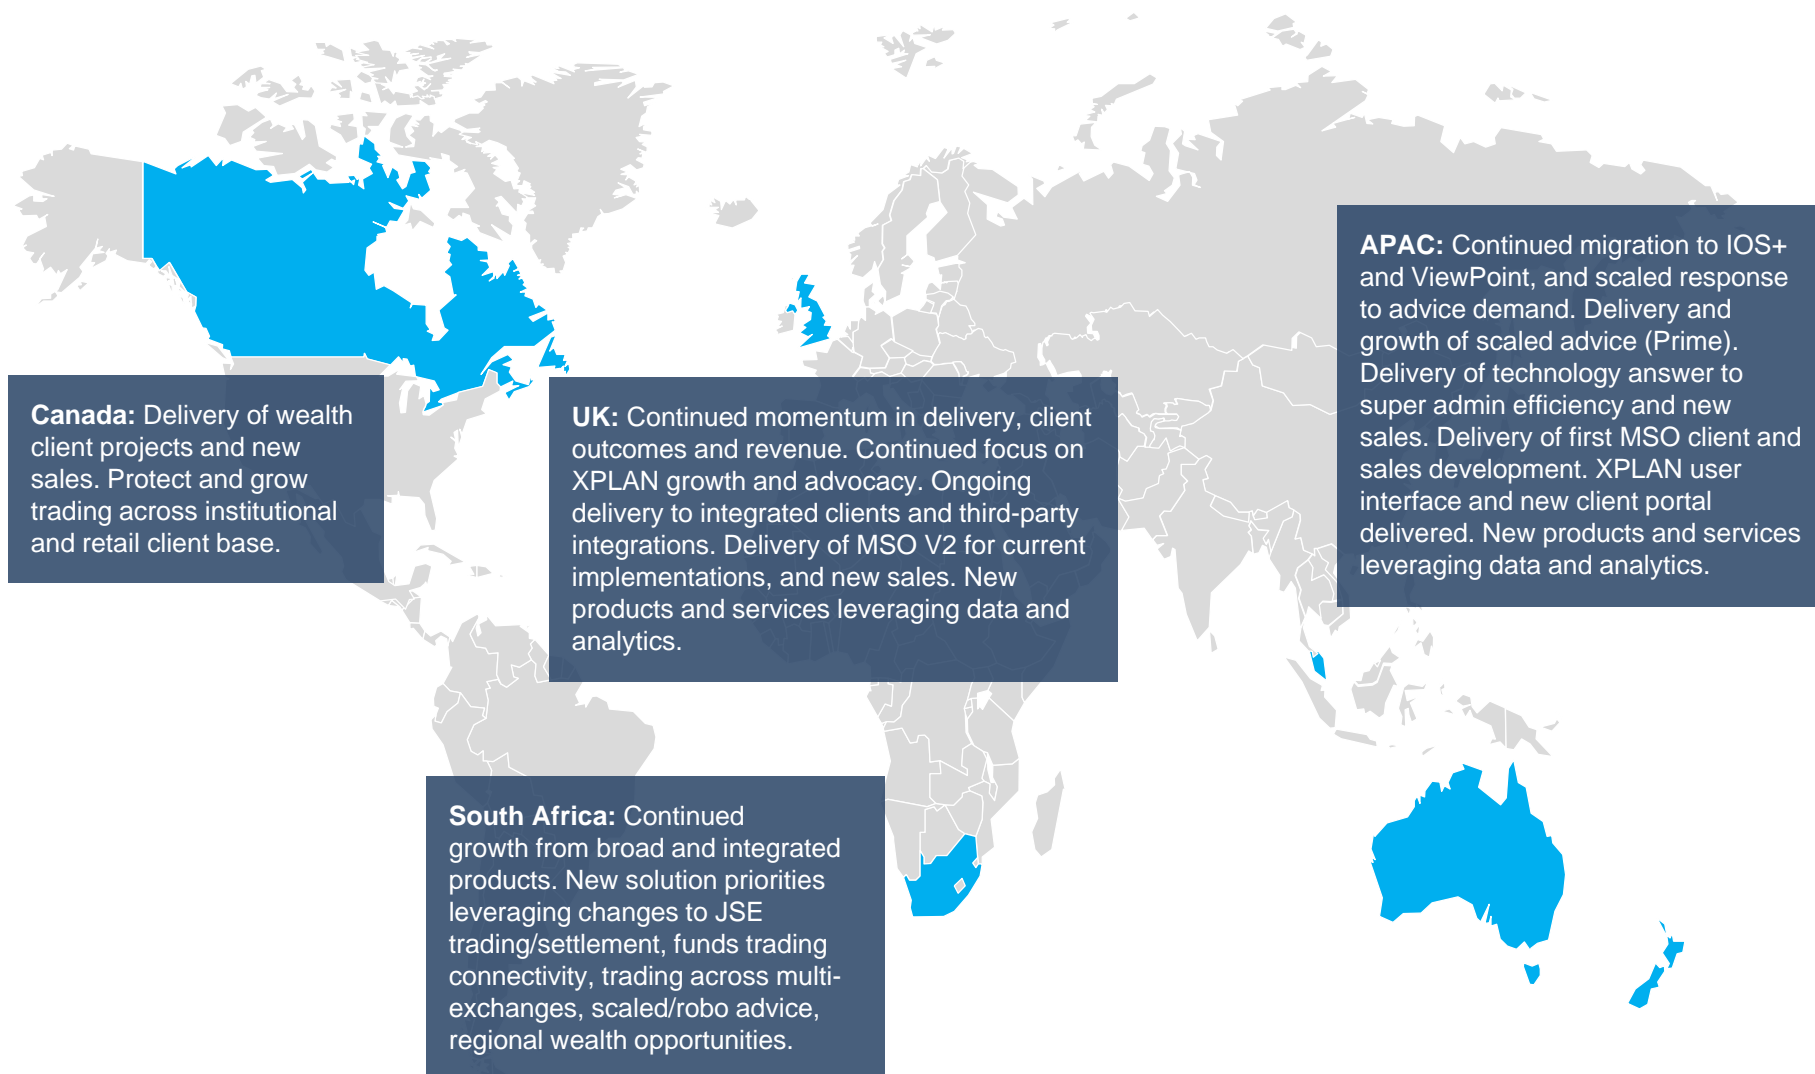 APAC: Continued migration to IOS+
and ViewPoint, and scaled response
to advice demand. Delivery and
growth of scaled advice (Prime).
Delivery of technology answer to
super admin efficiency and new
sales. Delivery of first MSO client and
sales development. XPLAN user
interface and new client portal
delivered. New products and services
leveraging data and analytics.
Canada: Delivery of wealth
client projects and new
sales. Protect and grow
trading across institutional
and retail client base.
UK: Continued momentum in delivery, client
outcomes and revenue. Continued focus on
XPLAN growth and advocacy. Ongoing
delivery to integrated clients and third-party
integrations. Delivery of MSO V2 for current
implementations, and new sales. New
products and services leveraging data and
analytics.
South Africa: Continued
growth from broad and integrated
products. New solution priorities
leveraging changes to JSE
trading/settlement, funds trading
connectivity, trading across multi-
exchanges, scaled/robo advice,
regional wealth opportunities.